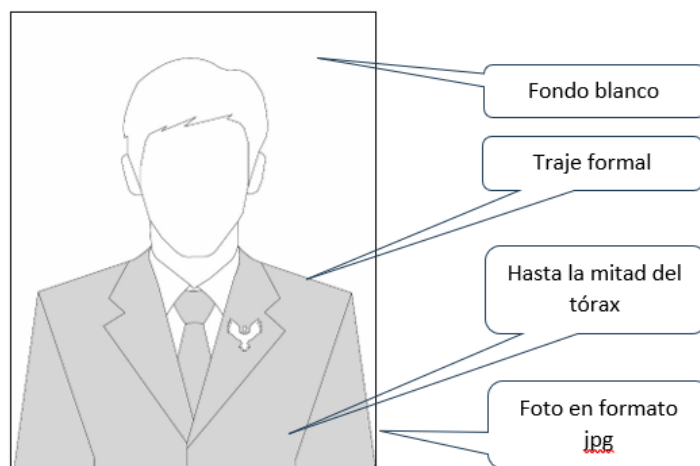 Fondo blanco
Traje formal
Hasta la mitad del
tórax
Foto en formato
jpg